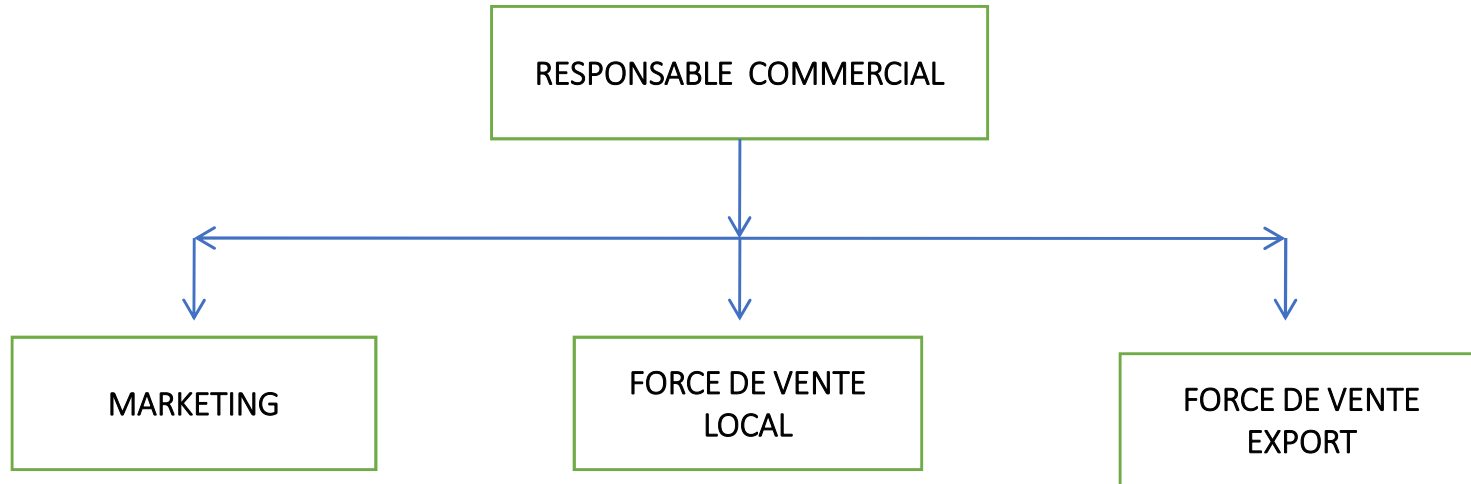 RESPONSABLE COMMERCIAL
MARKETING
FORCE DE VENTE
LOCAL
FORCE DE VENTE
EXPORT